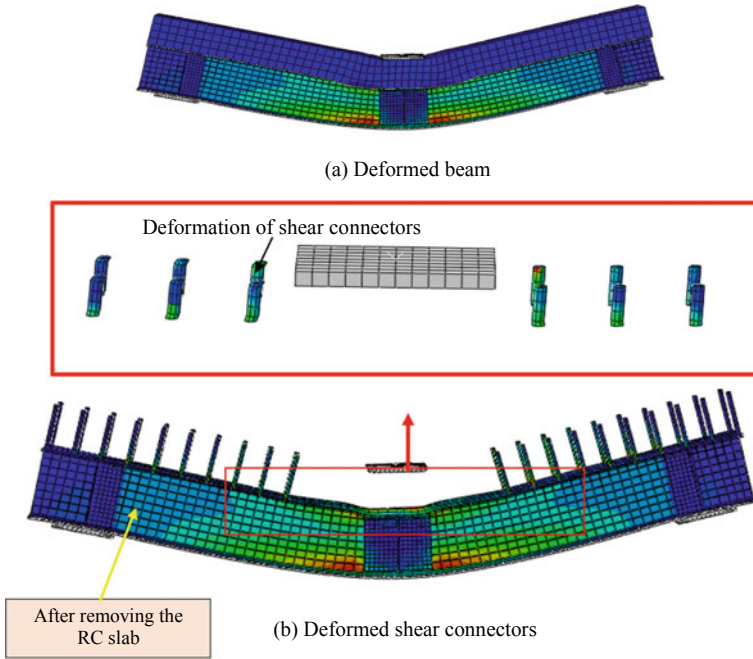 (a) Deformed beam
Deformation of shear connectors
After removing the
RC slab
(b) Deformed shear connectors